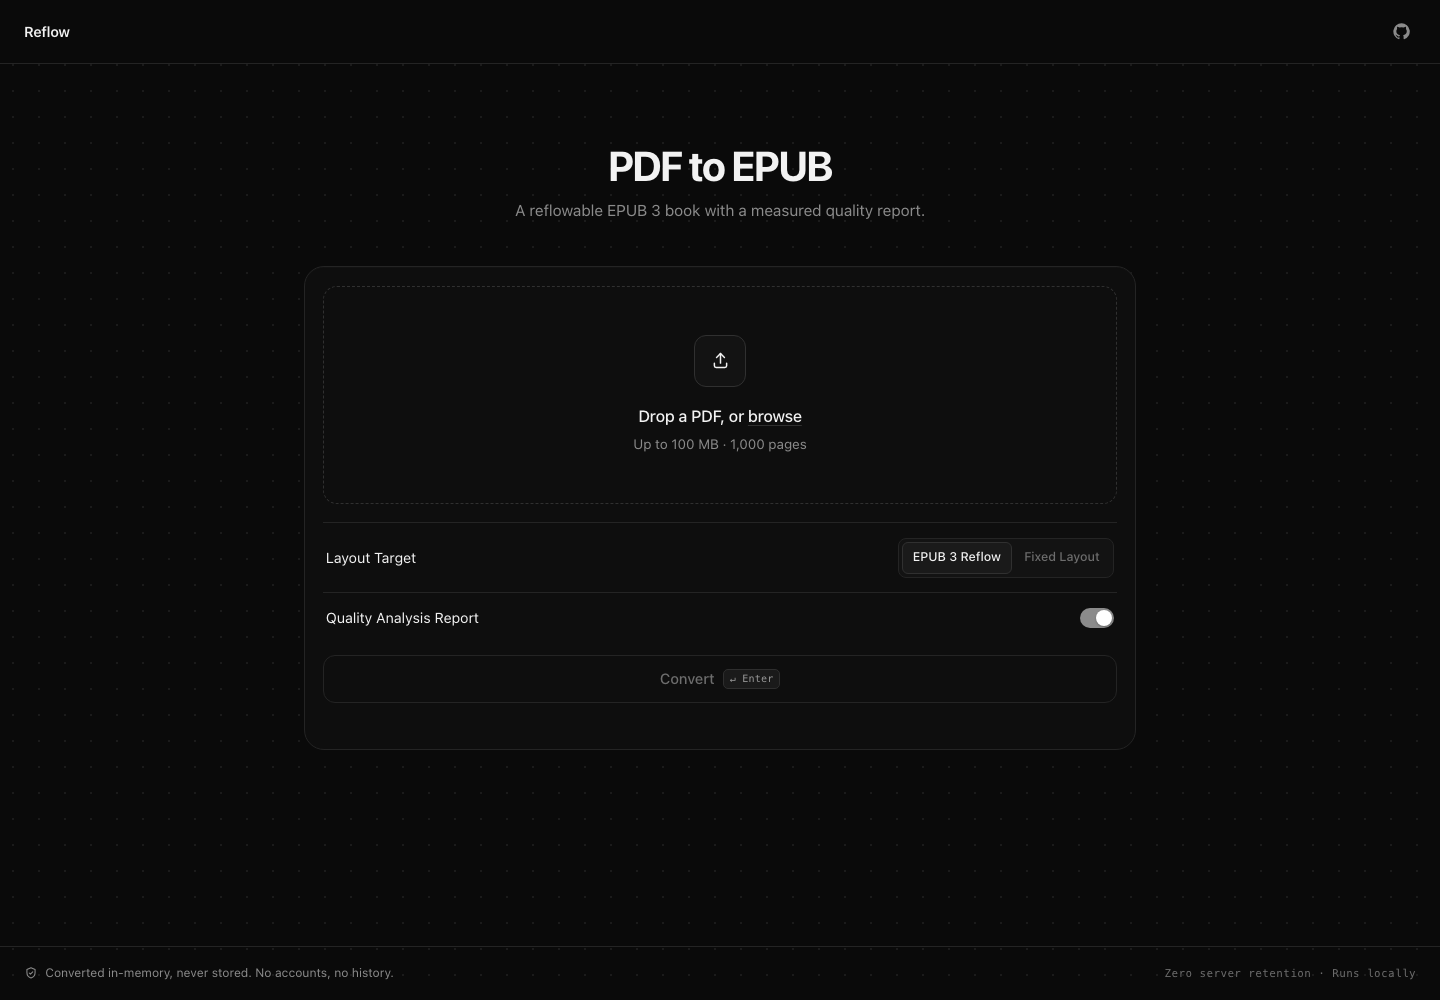 Reflow
PDF to EPUB
A reflowable EPUB 3 book with a measured quality report.
Drop a PDF, or browse
Up to 100 MB · 1,000 pages
Layout Target
EPUB 3 Reflow
Fixed Layout
Quality Analysis Report
Convert ↵ Enter
Converted in-memory, never stored. No accounts, no history.
Zero server retention · Runs locally